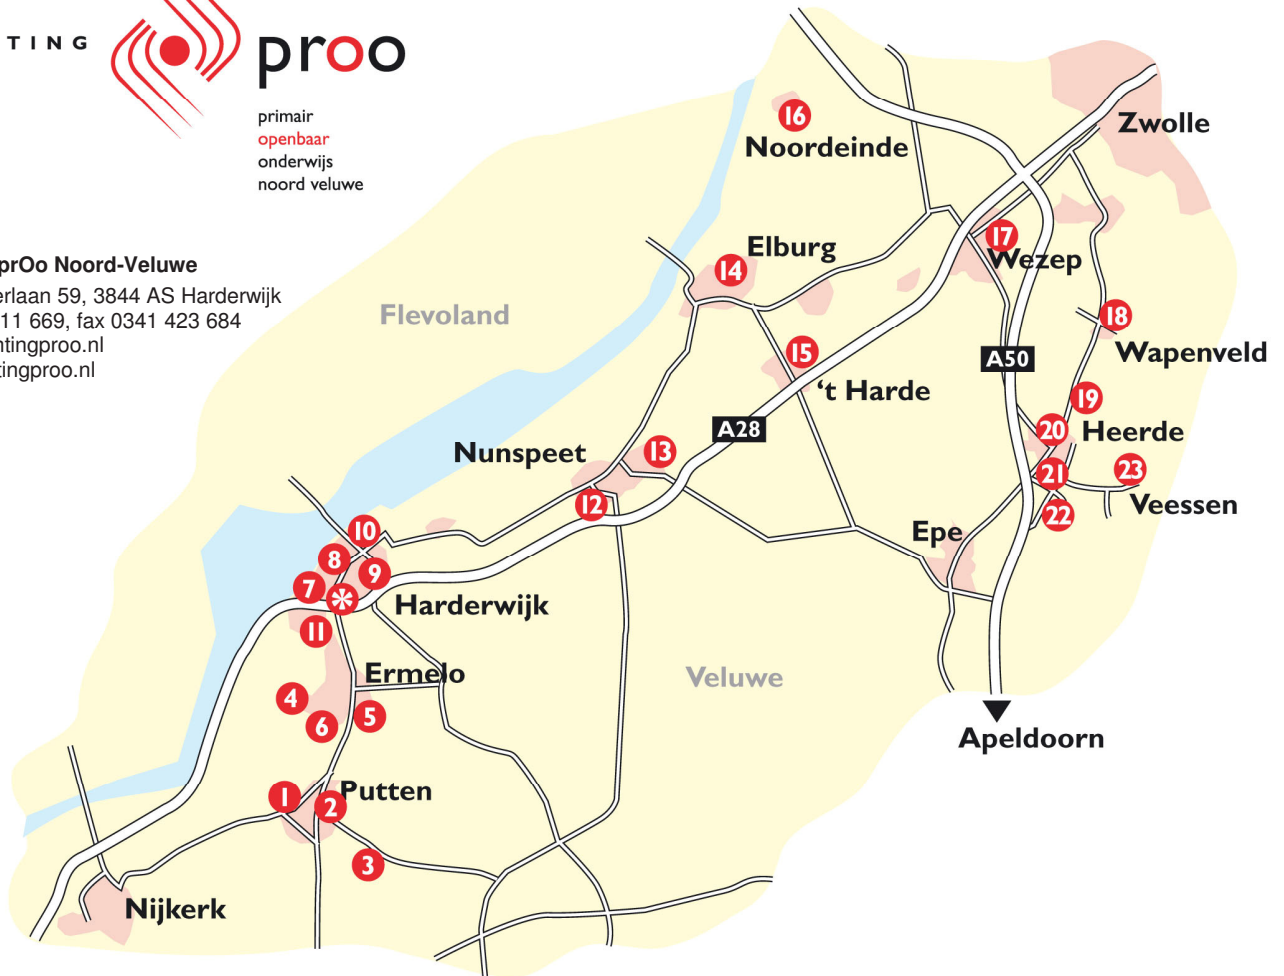 TING
proo
primair
openbaar
onderwijs
noord veluwe
prOo Noord-Veluwe
erlaan 59, 3844 AS Harderwijk
11 669, fax 0341 423 684
ntingproo.nl
tingproo.nl
Zwolle
16
Noordeinde
17
Wezep
14
Elburg
Flevoland
18
Wapenveld
15
't Harde
A50
19
20
Heerde
A28
Nunspeet
13
21
23
Veessen
12
22
Epe
10
8
9
7
Harderwijk
11
Ermelo
Veluwe
4
5
6
Apeldoorn
1
2
Putten
3
Nijkerk